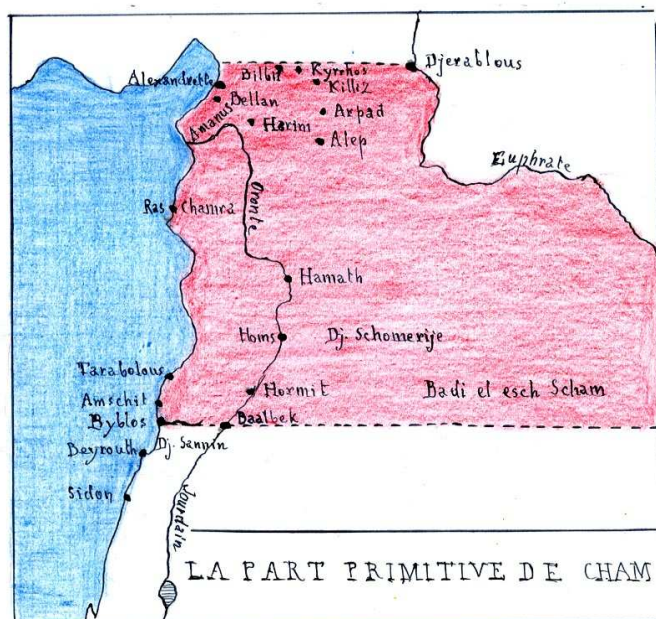 Djerablous
Bilbil
Kyrrhos
Killiz
Alexandrette
Bellan
Arpad
Amanus
Harim
Alep
Euphrate
Oronte
Ras Chamra
Hamath
Homs
Dj. Schomerije
Tarabolous
Hormit
Badi el esch Scham
Amschit
Byblos
Baalbek
Beyrouth
Dj. Sannin
Sidon
Jourdain
LA PART PRIMITIVE DE CHAM